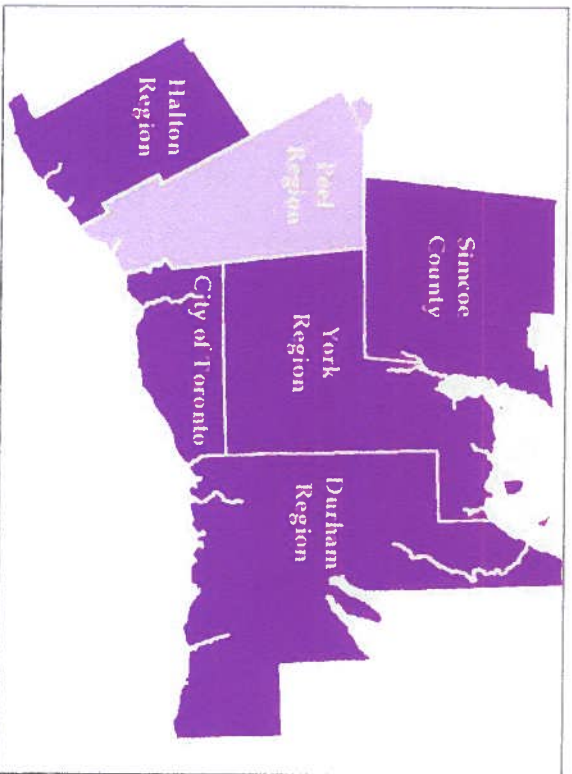 Halton
Region
Peel
Region
Simcoe
County
York
Region
City of Toronto
Durham
Region